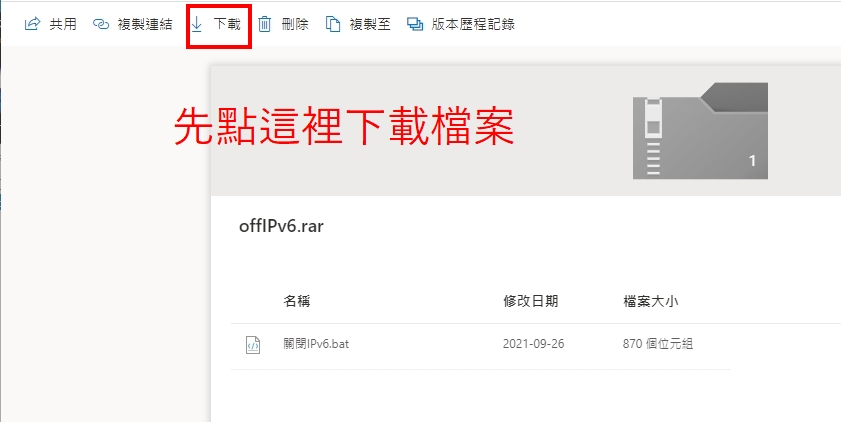 共用 複製連結 下載 刪除 複製至 版本歷程記錄
先點這裡下載檔案
1
offIPv6.rar
名稱 修改日期 檔案大小
關閉IPv6.bat 2021-09-26 870 個位元組